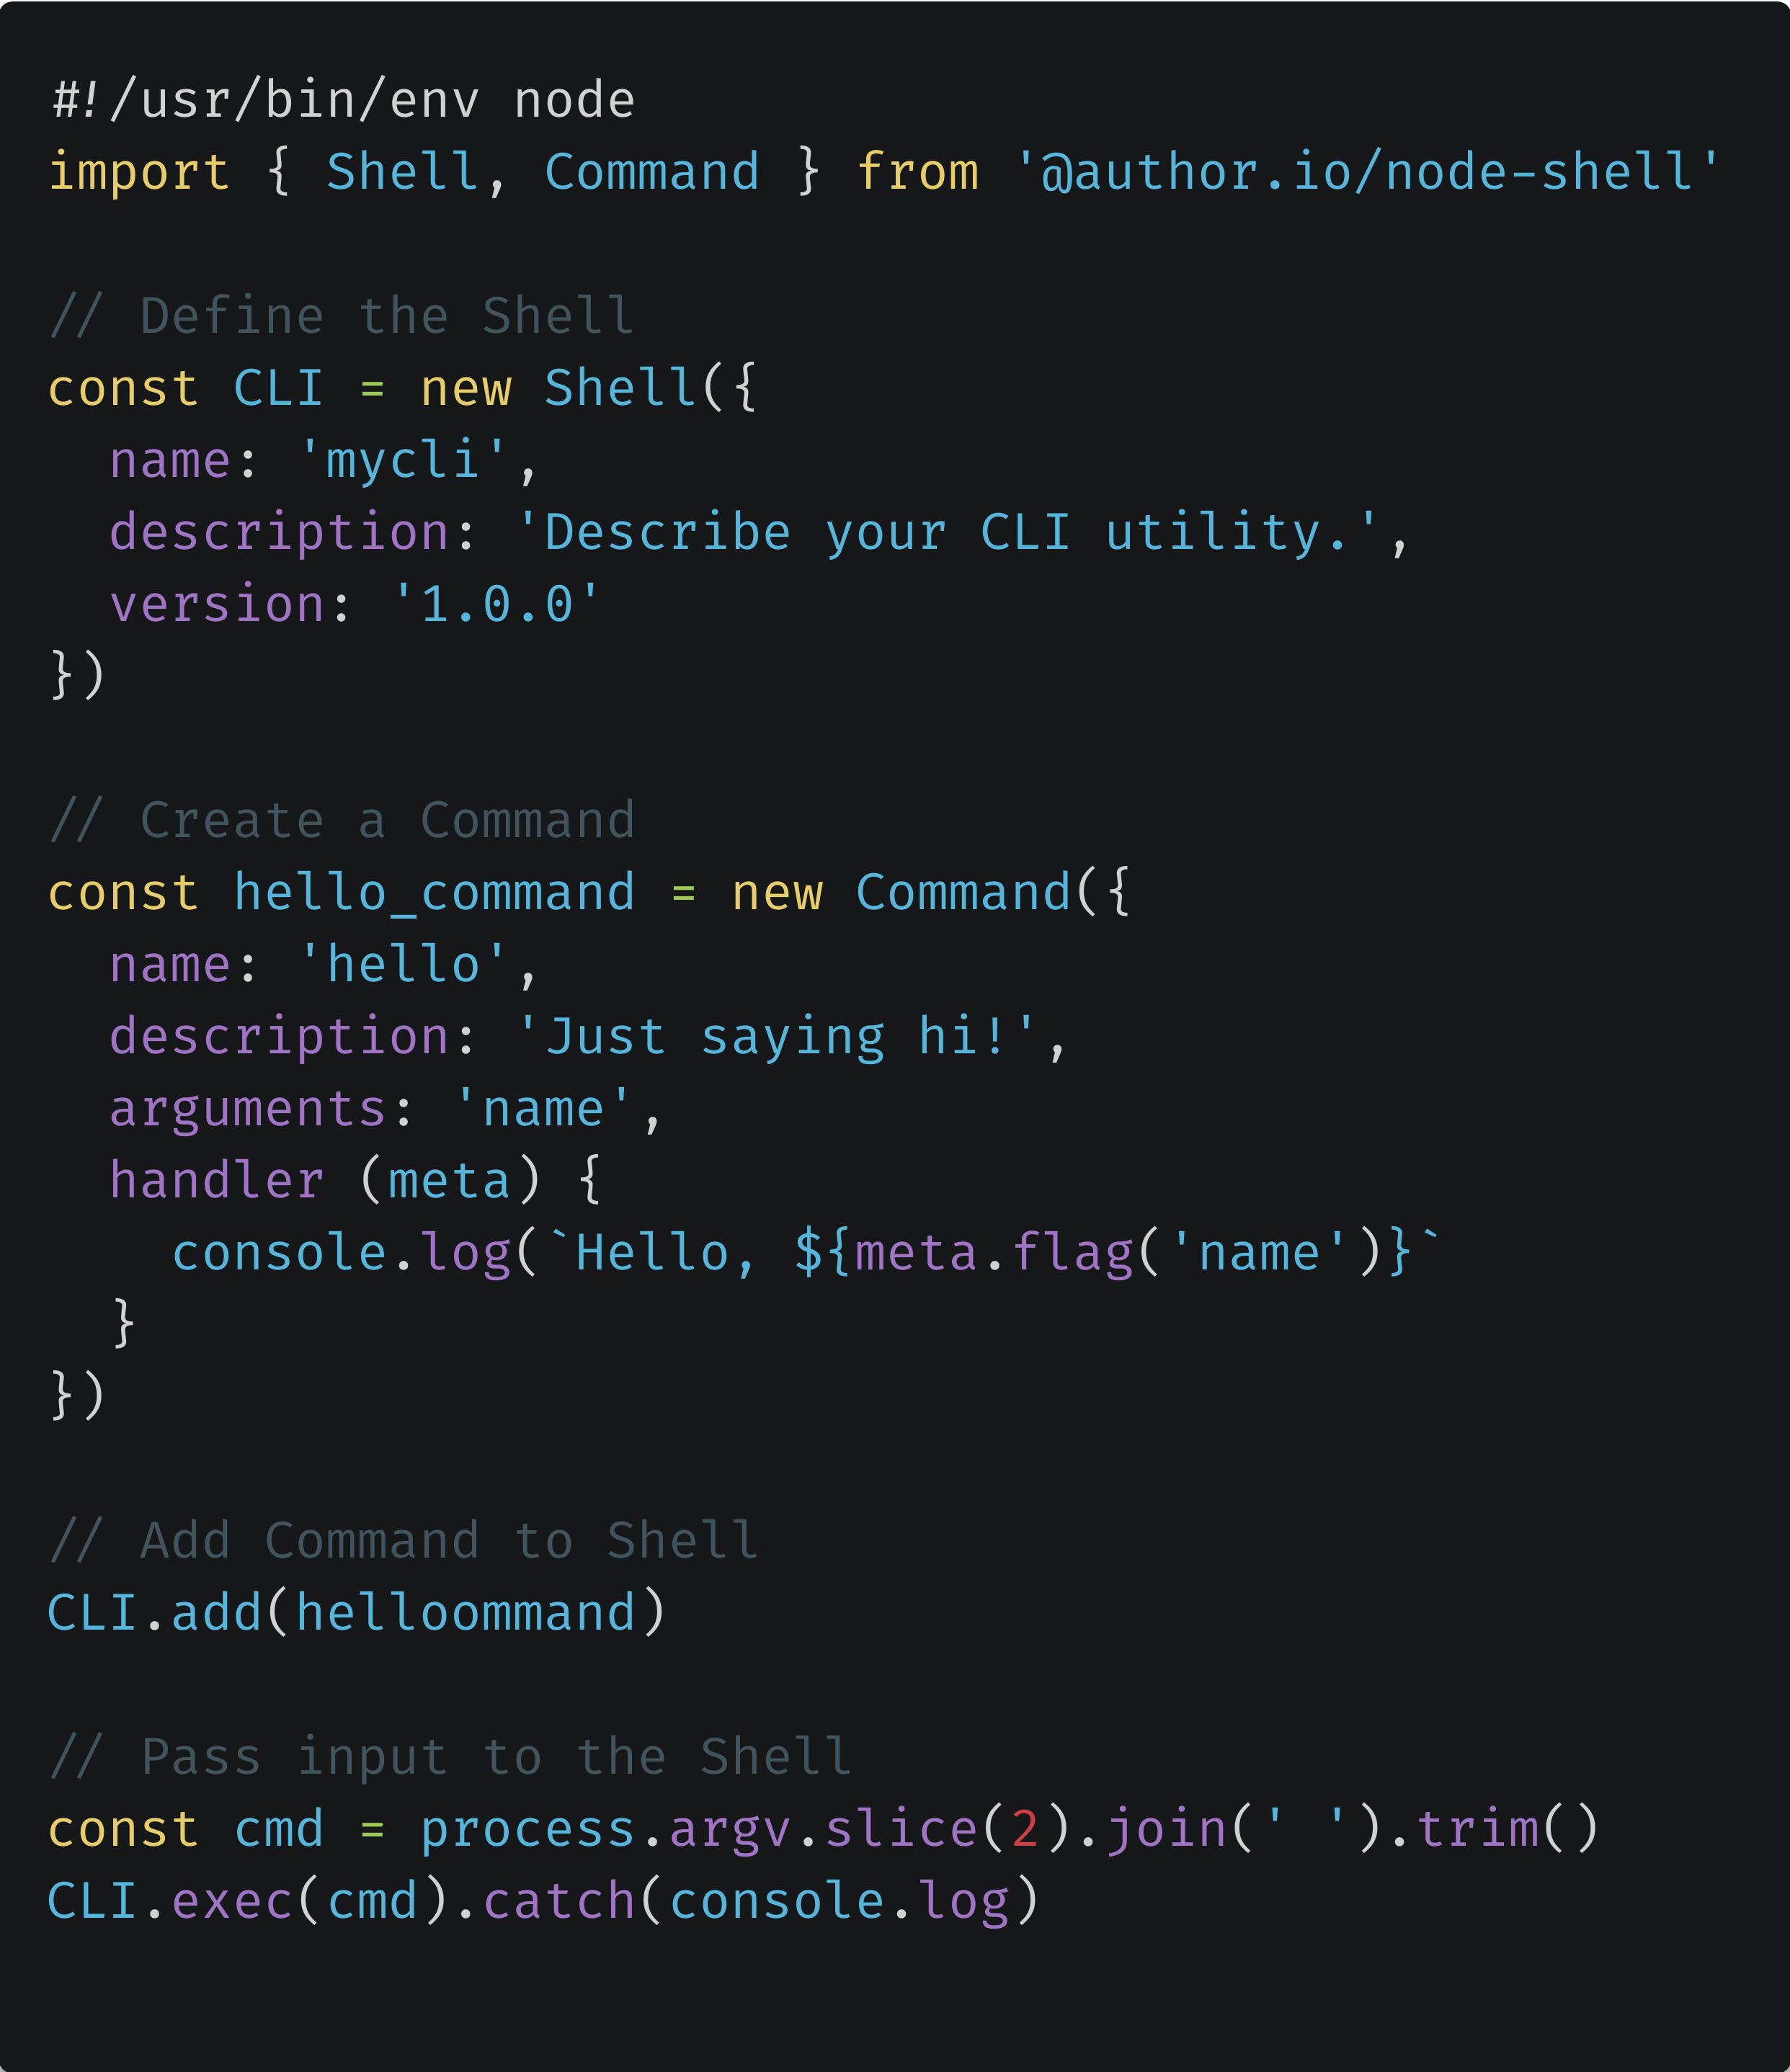 #!/usr/bin/env node
import { Shell, Command } from '@author.io/node-shell'
// Define the Shell
const CLI = new Shell({
  name: 'mycli',
  description: 'Describe your CLI utility.',
  version: '1.0.0'
})
// Create a Command
const hello_command = new Command({
  name: 'hello',
  description: 'Just saying hi!',
  arguments: 'name',
  handler (meta) {
    console.log(`Hello, ${meta.flag('name')}`
  }
})
// Add Command to Shell
CLI.add(helloommand)
// Pass input to the Shell
const cmd = process.argv.slice(2).join(' ').trim()
CLI.exec(cmd).catch(console.log)